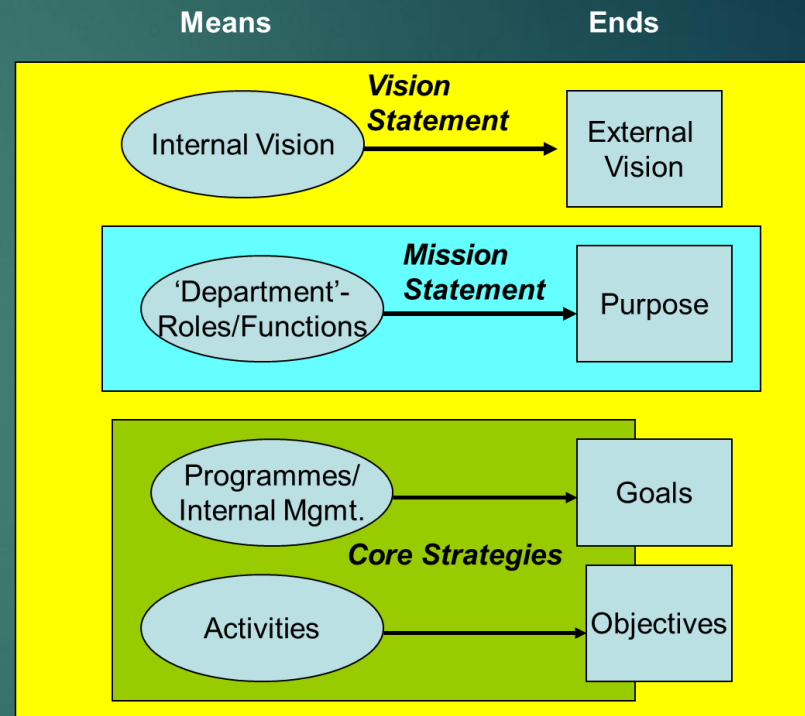 Means
Ends
Vision
Statement
Internal Vision
External
Vision
Mission
Statement
‘Department’-
Roles/Functions
Purpose
Programmes/
Internal Mgmt.
Goals
Core Strategies
Activities
Objectives